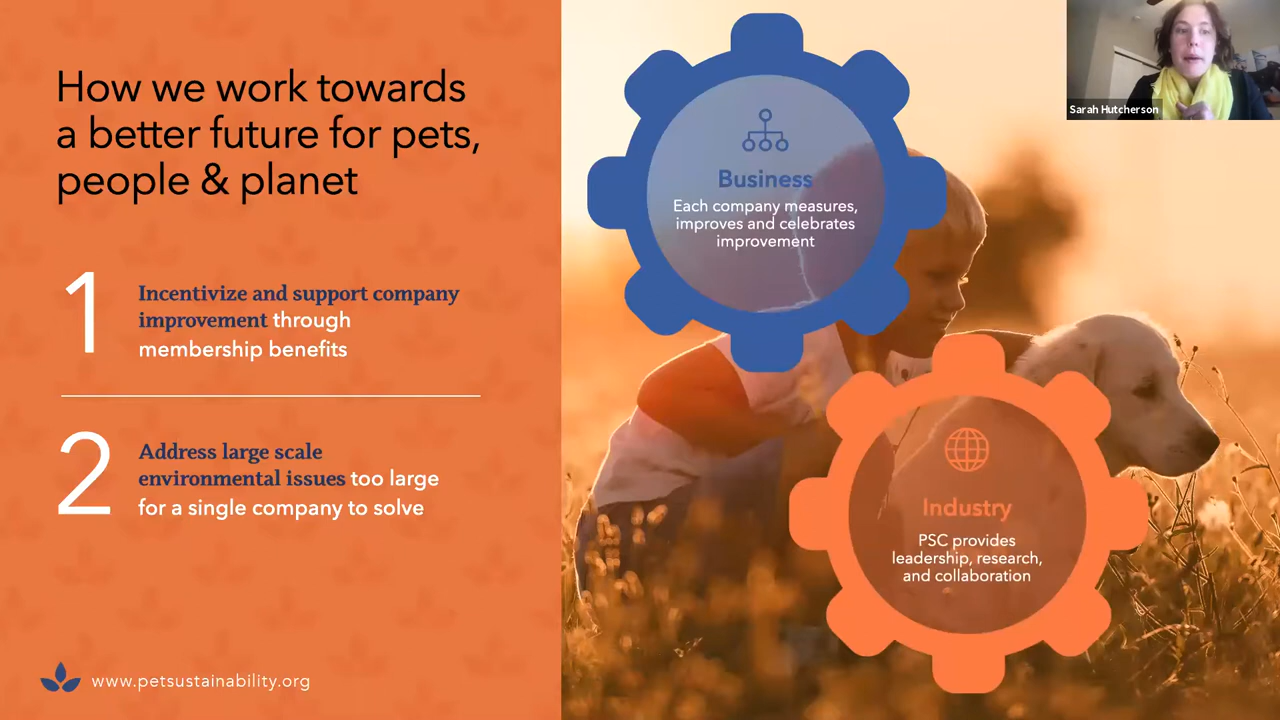 How we work towards
a better future for pets,
people & planet
1
Incentivize and support company
improvement through
membership benefits
2
Address large scale
environmental issues too large
for a single company to solve
www.petsustainability.org
Business
Each company measures,
improves and celebrates
improvement
Industry
PSC provides
leadership, research,
and collaboration
Sarah Hutcherson